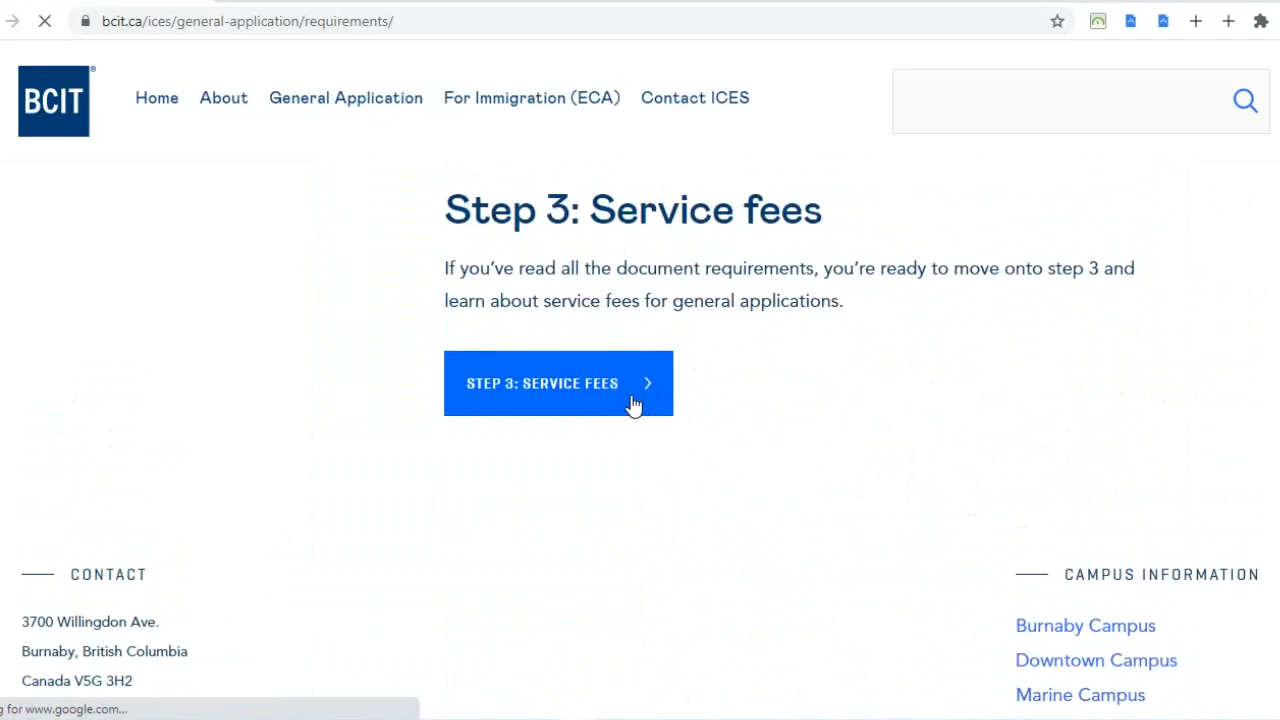 bcit.ca/ices/general-application/requirements/
BCIT
Home About General Application For Immigration (ECA) Contact ICES
Step 3: Service fees
If you've read all the document requirements, you're ready to move onto step 3 and
learn about service fees for general applications.
STEP 3: SERVICE FEES
CONTACT
3700 Willingdon Ave.
Burnaby, British Columbia
Canada V5G 3H2
CAMPUS INFORMATION
Burnaby Campus
Downtown Campus
Marine Campus
g for www.google.com...